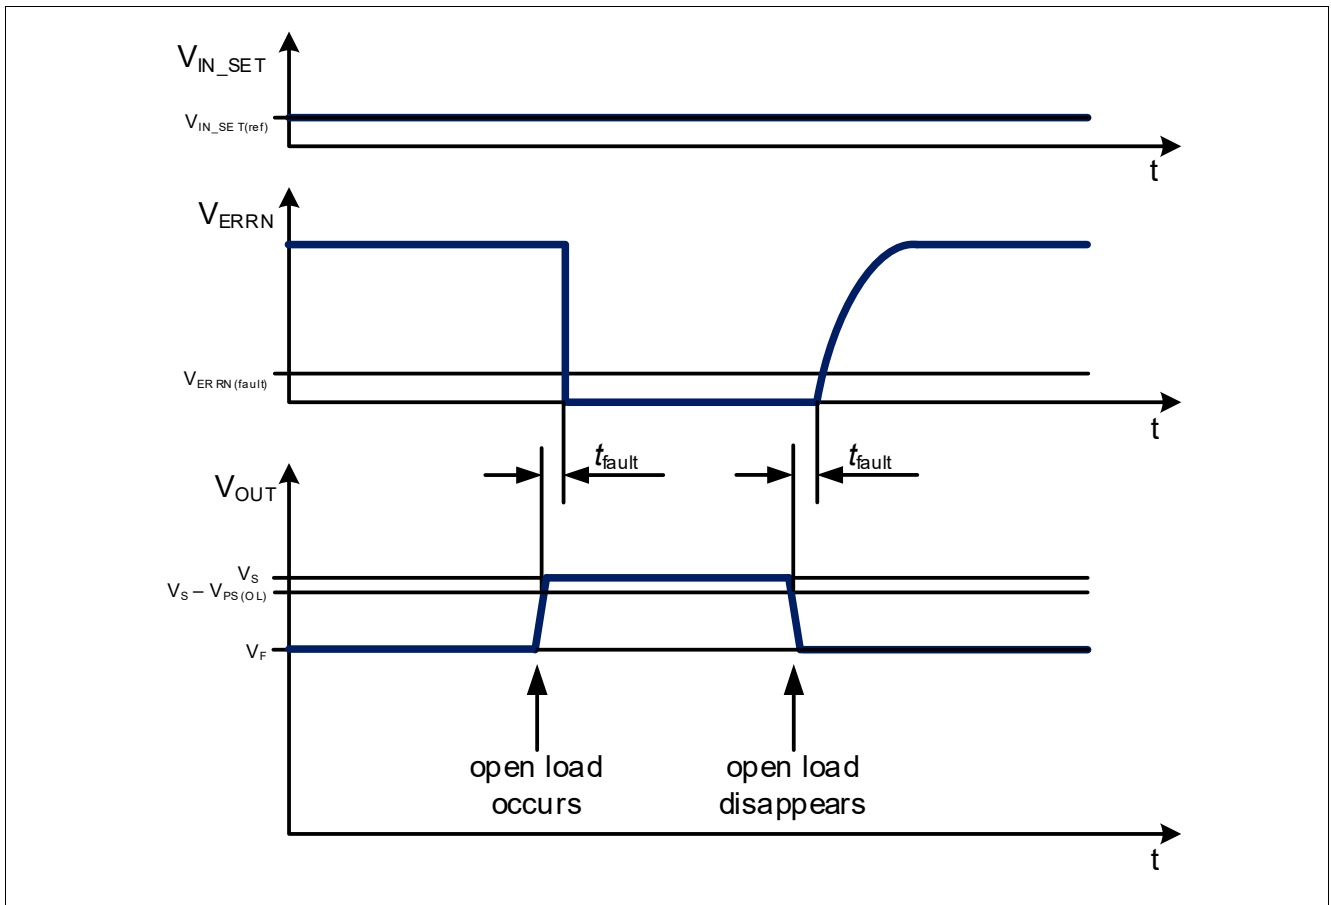 V_IN_SET
V_IN_SET(ref)
t
V_ERRN
V_ERRN(fault)
t
t_fault
t_fault
V_OUT
V_S
V_S – V_PS(OL)
V_F
open load
occurs
open load
disappears
t